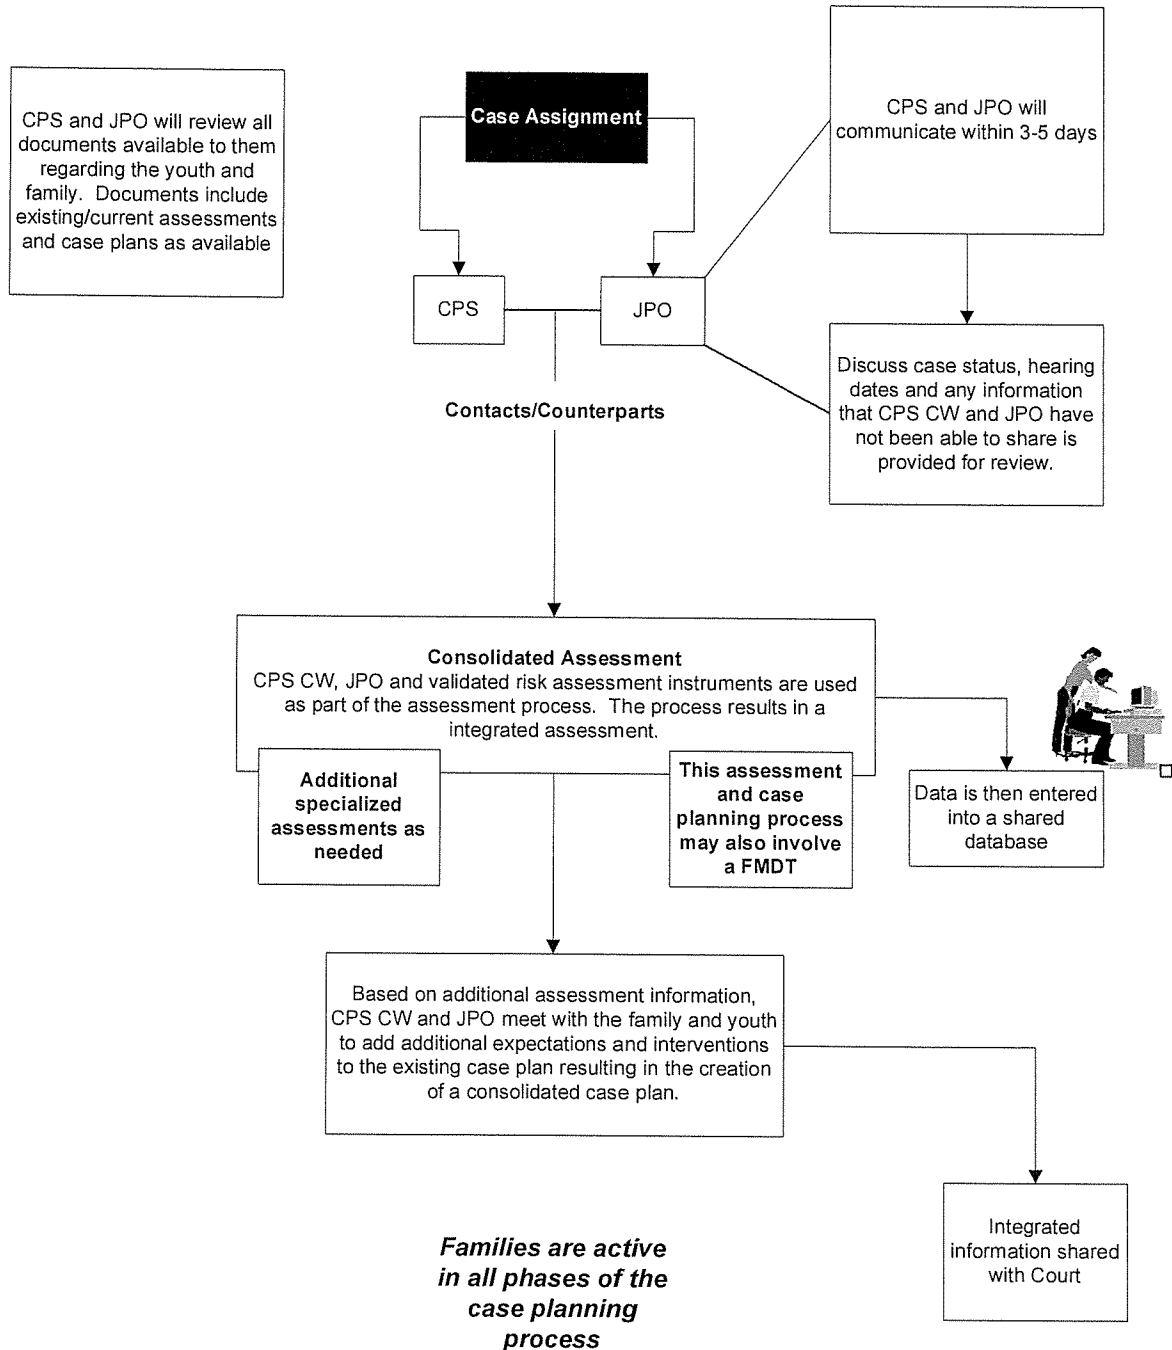 CPS and JPO will review all
documents available to them
regarding the youth and
family.  Documents include
existing/current assessments
and case plans as available
Case Assignment
CPS and JPO will
communicate within 3-5 days
CPS
JPO
Contacts/Counterparts
Discuss case status, hearing
dates and any information
that CPS CW and JPO have
not been able to share is
provided for review.
Consolidated Assessment
CPS CW, JPO and validated risk assessment instruments are used
as part of the assessment process.  The process results in a
integrated assessment.
Additional
specialized
assessments as
needed
This assessment
and case
planning process
may also involve
a FMDT
Data is then entered
into a shared
database
Based on additional assessment information,
CPS CW and JPO meet with the family and youth
to add additional expectations and interventions
to the existing case plan resulting in the creation
of a consolidated case plan.
Integrated
information shared
with Court
Families are active
in all phases of the
case planning
process